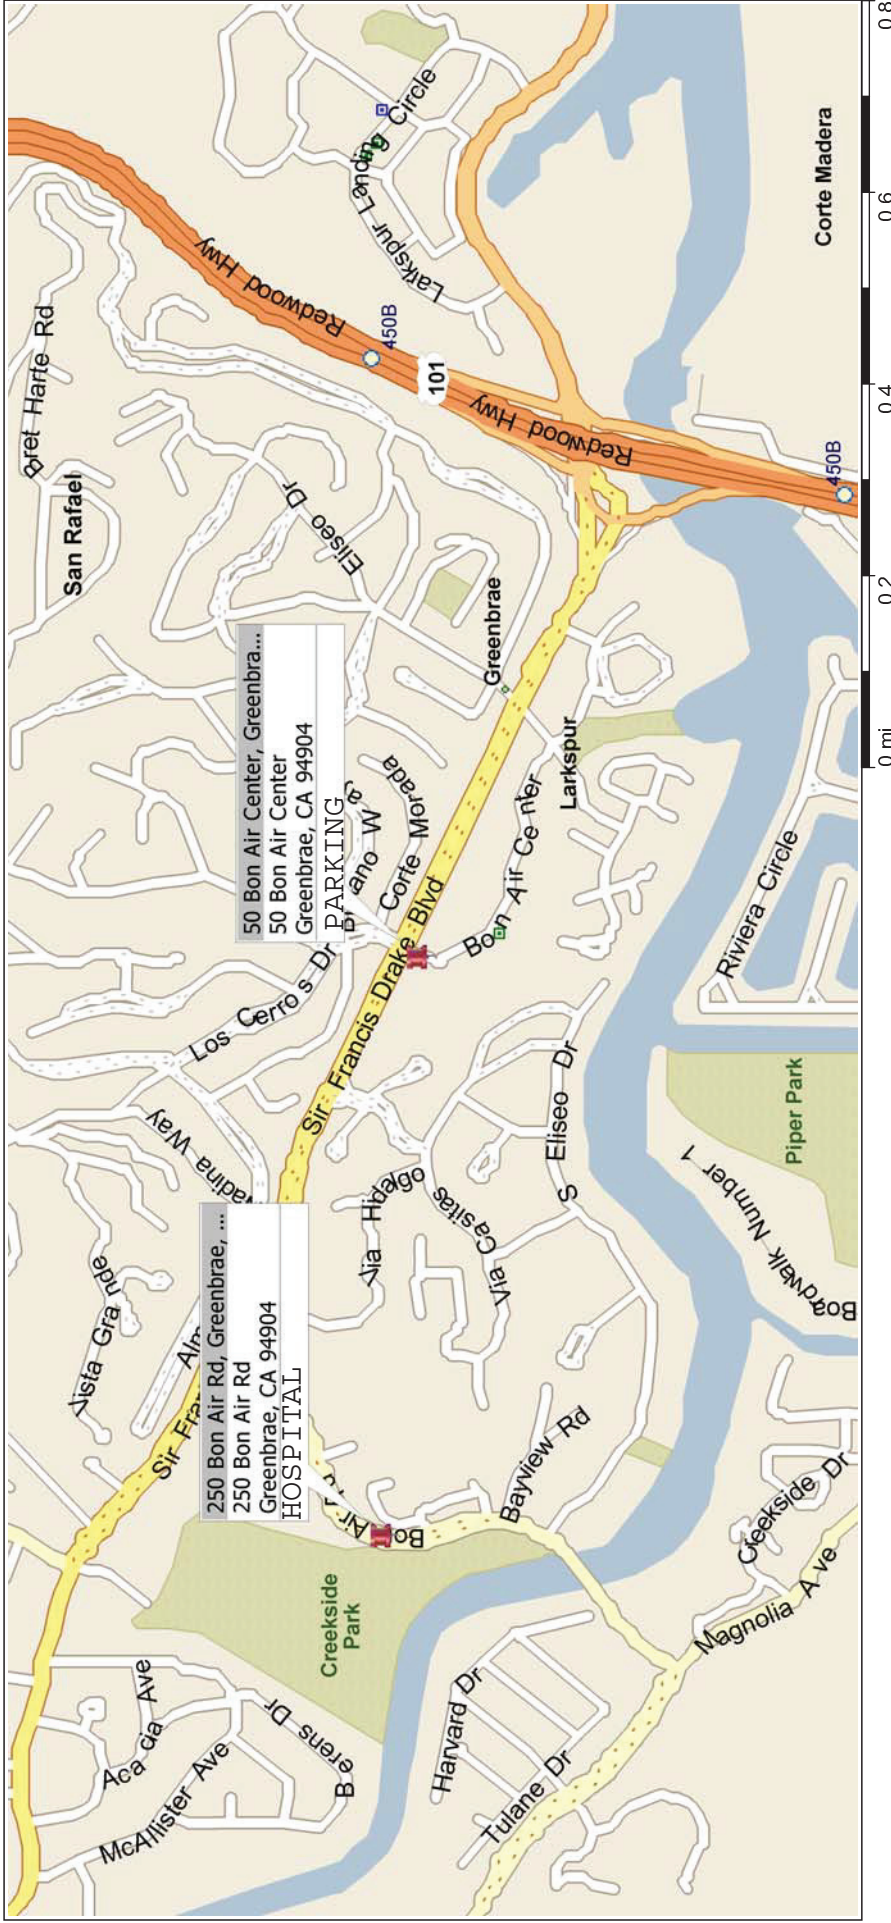 Bret Harte Rd
San Rafael
Redwood Hwy
450B
101
Redwood Hwy
450B
Larkspur Landing Circle
Corte Madera
Eliseo Dr
Greenbrae
Larkspur
50 Bon Air Center, Greenbra...
50 Bon Air Center
Greenbrae, CA 94904
PARKING
Corte Morada
Bon Air Center
Los Cerros Dr
Sir Francis Drake Blvd
Riviera Circle
Piper Park
Boardwalk Number 1
S Eliseo Dr
Via Hidalgo
Via Casitas
Vista Grande
250 Bon Air Rd, Greenbrae, ...
250 Bon Air Rd
Greenbrae, CA 94904
HOSPITAL
Bayview Rd
Creekside Dr
Magnolia Ave
Creekside
Park
Acacia Ave
McAllister Ave
Berens Dr
Harvard Dr
Tulane Dr
0 mi
0.2
0.4
0.6
0.8